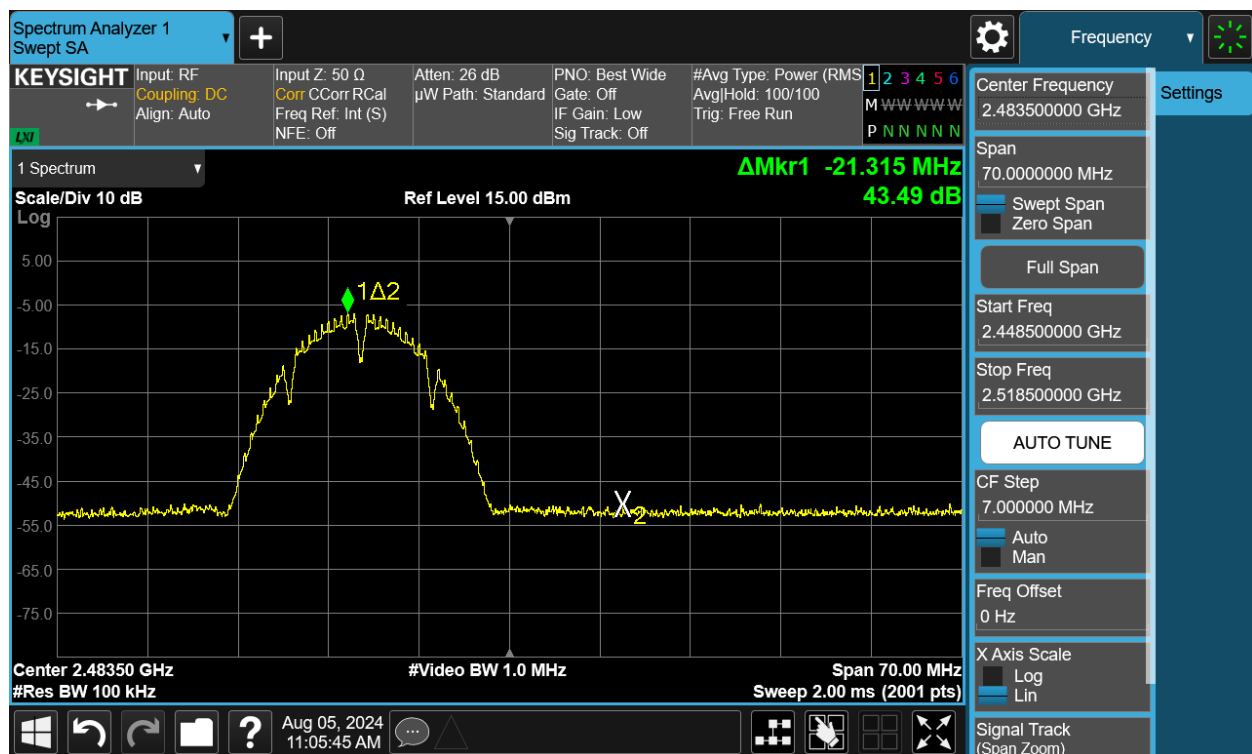 Spectrum Analyzer 1
Swept SA
+
Frequency
KEYSIGHT
LXI
Input: RF
Coupling: DC
Align: Auto
Input Z: 50 Ω
Corr CCorr RCal
Freq Ref: Int (S)
NFE: Off
Atten: 26 dB
µW Path: Standard
PNO: Best Wide
Gate: Off
IF Gain: Low
Sig Track: Off
#Avg Type: Power (RMS
Avg|Hold: 100/100
Trig: Free Run
1 2 3 4 5 6
M W W W W W
P N N N N N
1 Spectrum
ΔMkr1 -21.315 MHz
Scale/Div 10 dB
Ref Level 15.00 dBm
43.49 dB
Log
5.00
-5.00
-15.0
-25.0
-35.0
-45.0
-55.0
-65.0
-75.0
1Δ2
X2
Center 2.48350 GHz
#Video BW 1.0 MHz
Span 70.00 MHz
#Res BW 100 kHz
Sweep 2.00 ms (2001 pts)
Center Frequency
2.483500000 GHz
Settings
Span
70.0000000 MHz
Swept Span
Zero Span
Full Span
Start Freq
2.448500000 GHz
Stop Freq
2.518500000 GHz
AUTO TUNE
CF Step
7.000000 MHz
Auto
Man
Freq Offset
0 Hz
X Axis Scale
Log
Lin
Signal Track
(Span Zoom)
?
Aug 05, 2024
11:05:45 AM